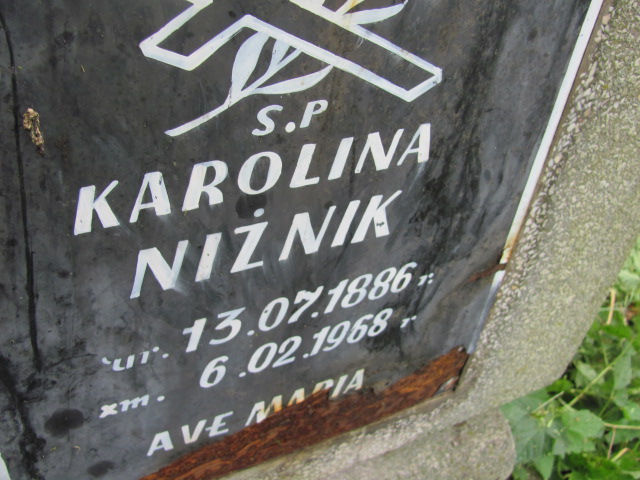 S.P
KAROLINA
NIŻNIK
ur. 13.07.1886 r.
zm. 6.02.1968 r
AVE MARIA